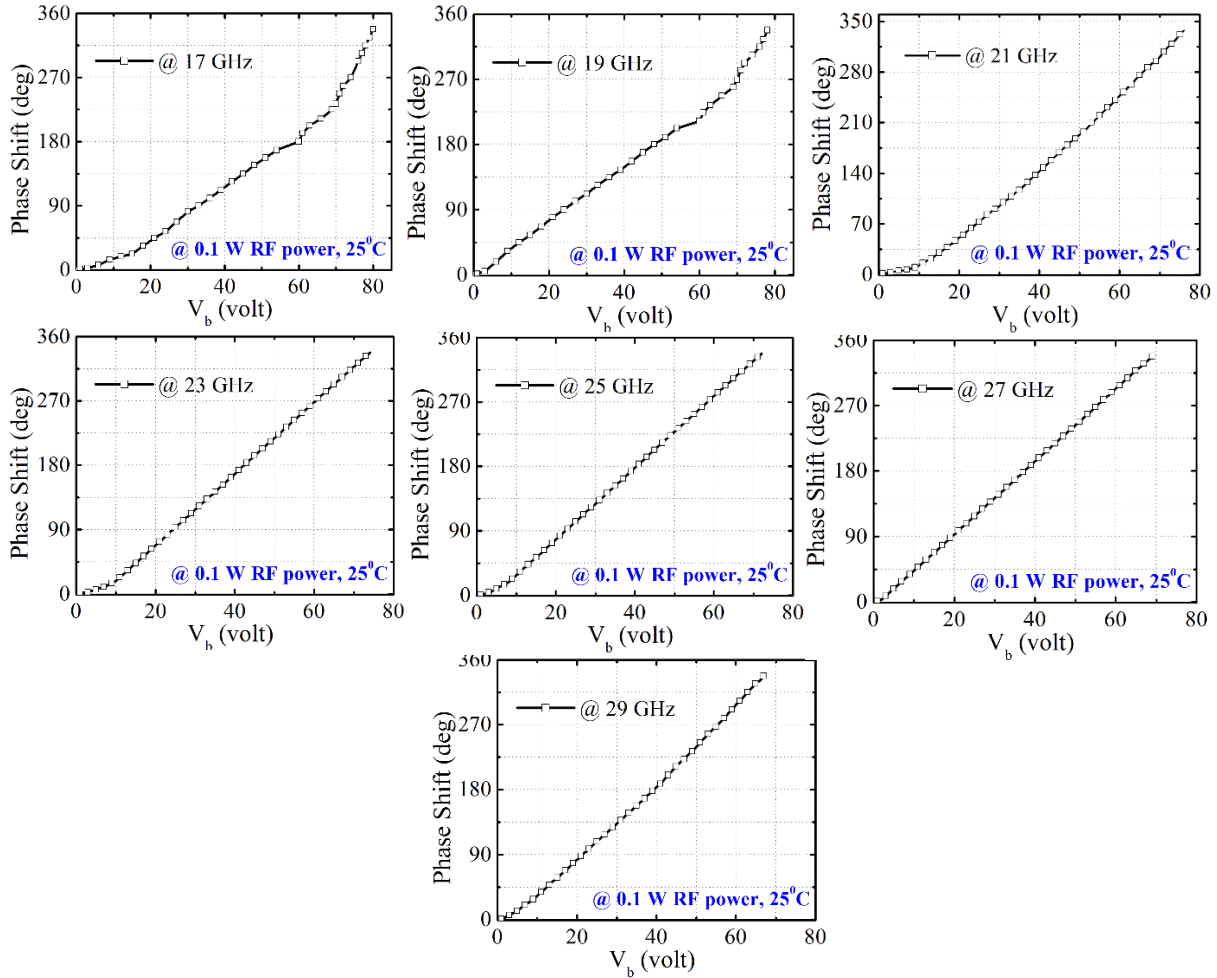 360
270
180
90
0
Phase Shift (deg)
@ 17 GHz
@ 0.1 W RF power, 25⁰C
0 20 40 60 80
V_b (volt)
360
270
180
90
0
Phase Shift (deg)
@ 19 GHz
@ 0.1 W RF power, 25⁰C
0 20 40 60 80
V_b (volt)
350
280
210
140
70
0
Phase Shift (deg)
@ 21 GHz
@ 0.1 W RF power, 25⁰C
0 20 40 60 80
V_b (volt)
360
270
180
90
0
Phase Shift (deg)
@ 23 GHz
@ 0.1 W RF power, 25⁰C
0 20 40 60 80
V_b (volt)
360
270
180
90
0
Phase Shift (deg)
@ 25 GHz
@ 0.1 W RF power, 25⁰C
0 20 40 60 80
V_b (volt)
360
270
180
90
0
Phase Shift (deg)
@ 27 GHz
@ 0.1 W RF power, 25⁰C
0 20 40 60 80
V_b (volt)
360
270
180
90
0
Phase Shift (deg)
@ 29 GHz
@ 0.1 W RF power, 25⁰C
0 20 40 60 80
V_b (volt)